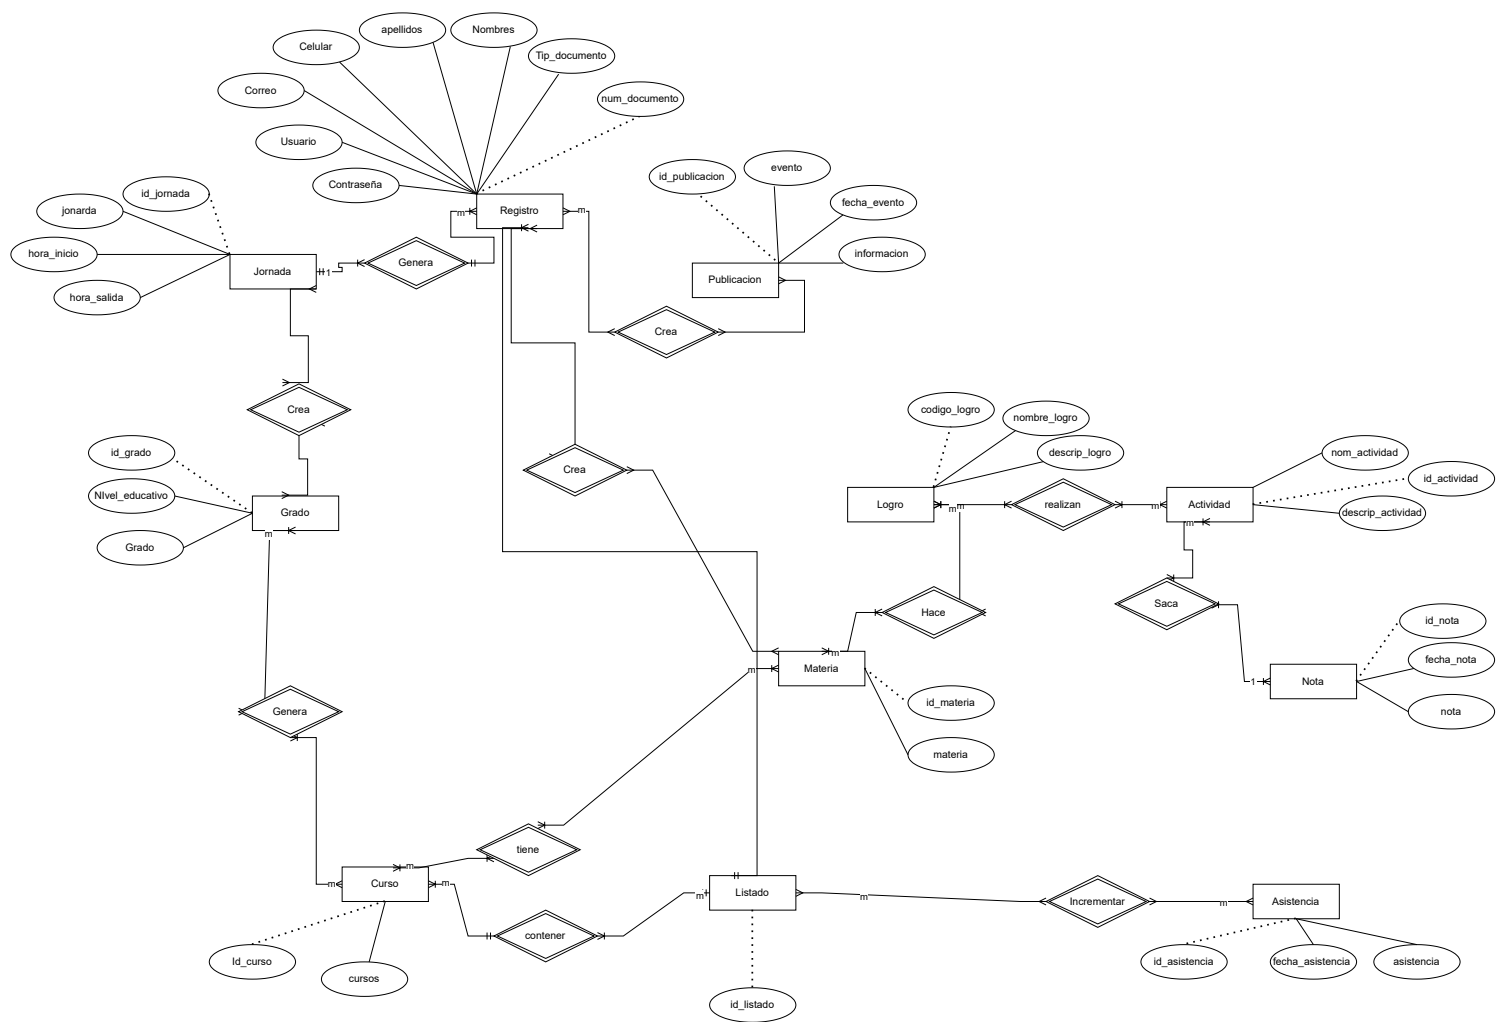 apellidos
Nombres
Celular
Tip_documento
Correo
num_documento
Usuario
Contraseña
id_publicacion
evento
id_jornada
fecha_evento
jonarda
m
Registro
m
informacion
hora_inicio
Jornada
1
Genera
Publicacion
hora_salida
Crea
Crea
codigo_logro
nombre_logro
id_grado
descrip_logro
nom_actividad
Crea
id_actividad
NIvel_educativo
Logro
m
m
realizan
m
Actividad
descrip_actividad
Grado
m
m
Grado
Saca
Hace
id_nota
m
fecha_nota
m
Materia
1
Nota
id_materia
nota
Genera
materia
tiene
m
m
Curso
m
m
Listado
m
Incrementar
m
Asistencia
contener
Id_curso
cursos
id_asistencia
fecha_asistencia
asistencia
id_listado